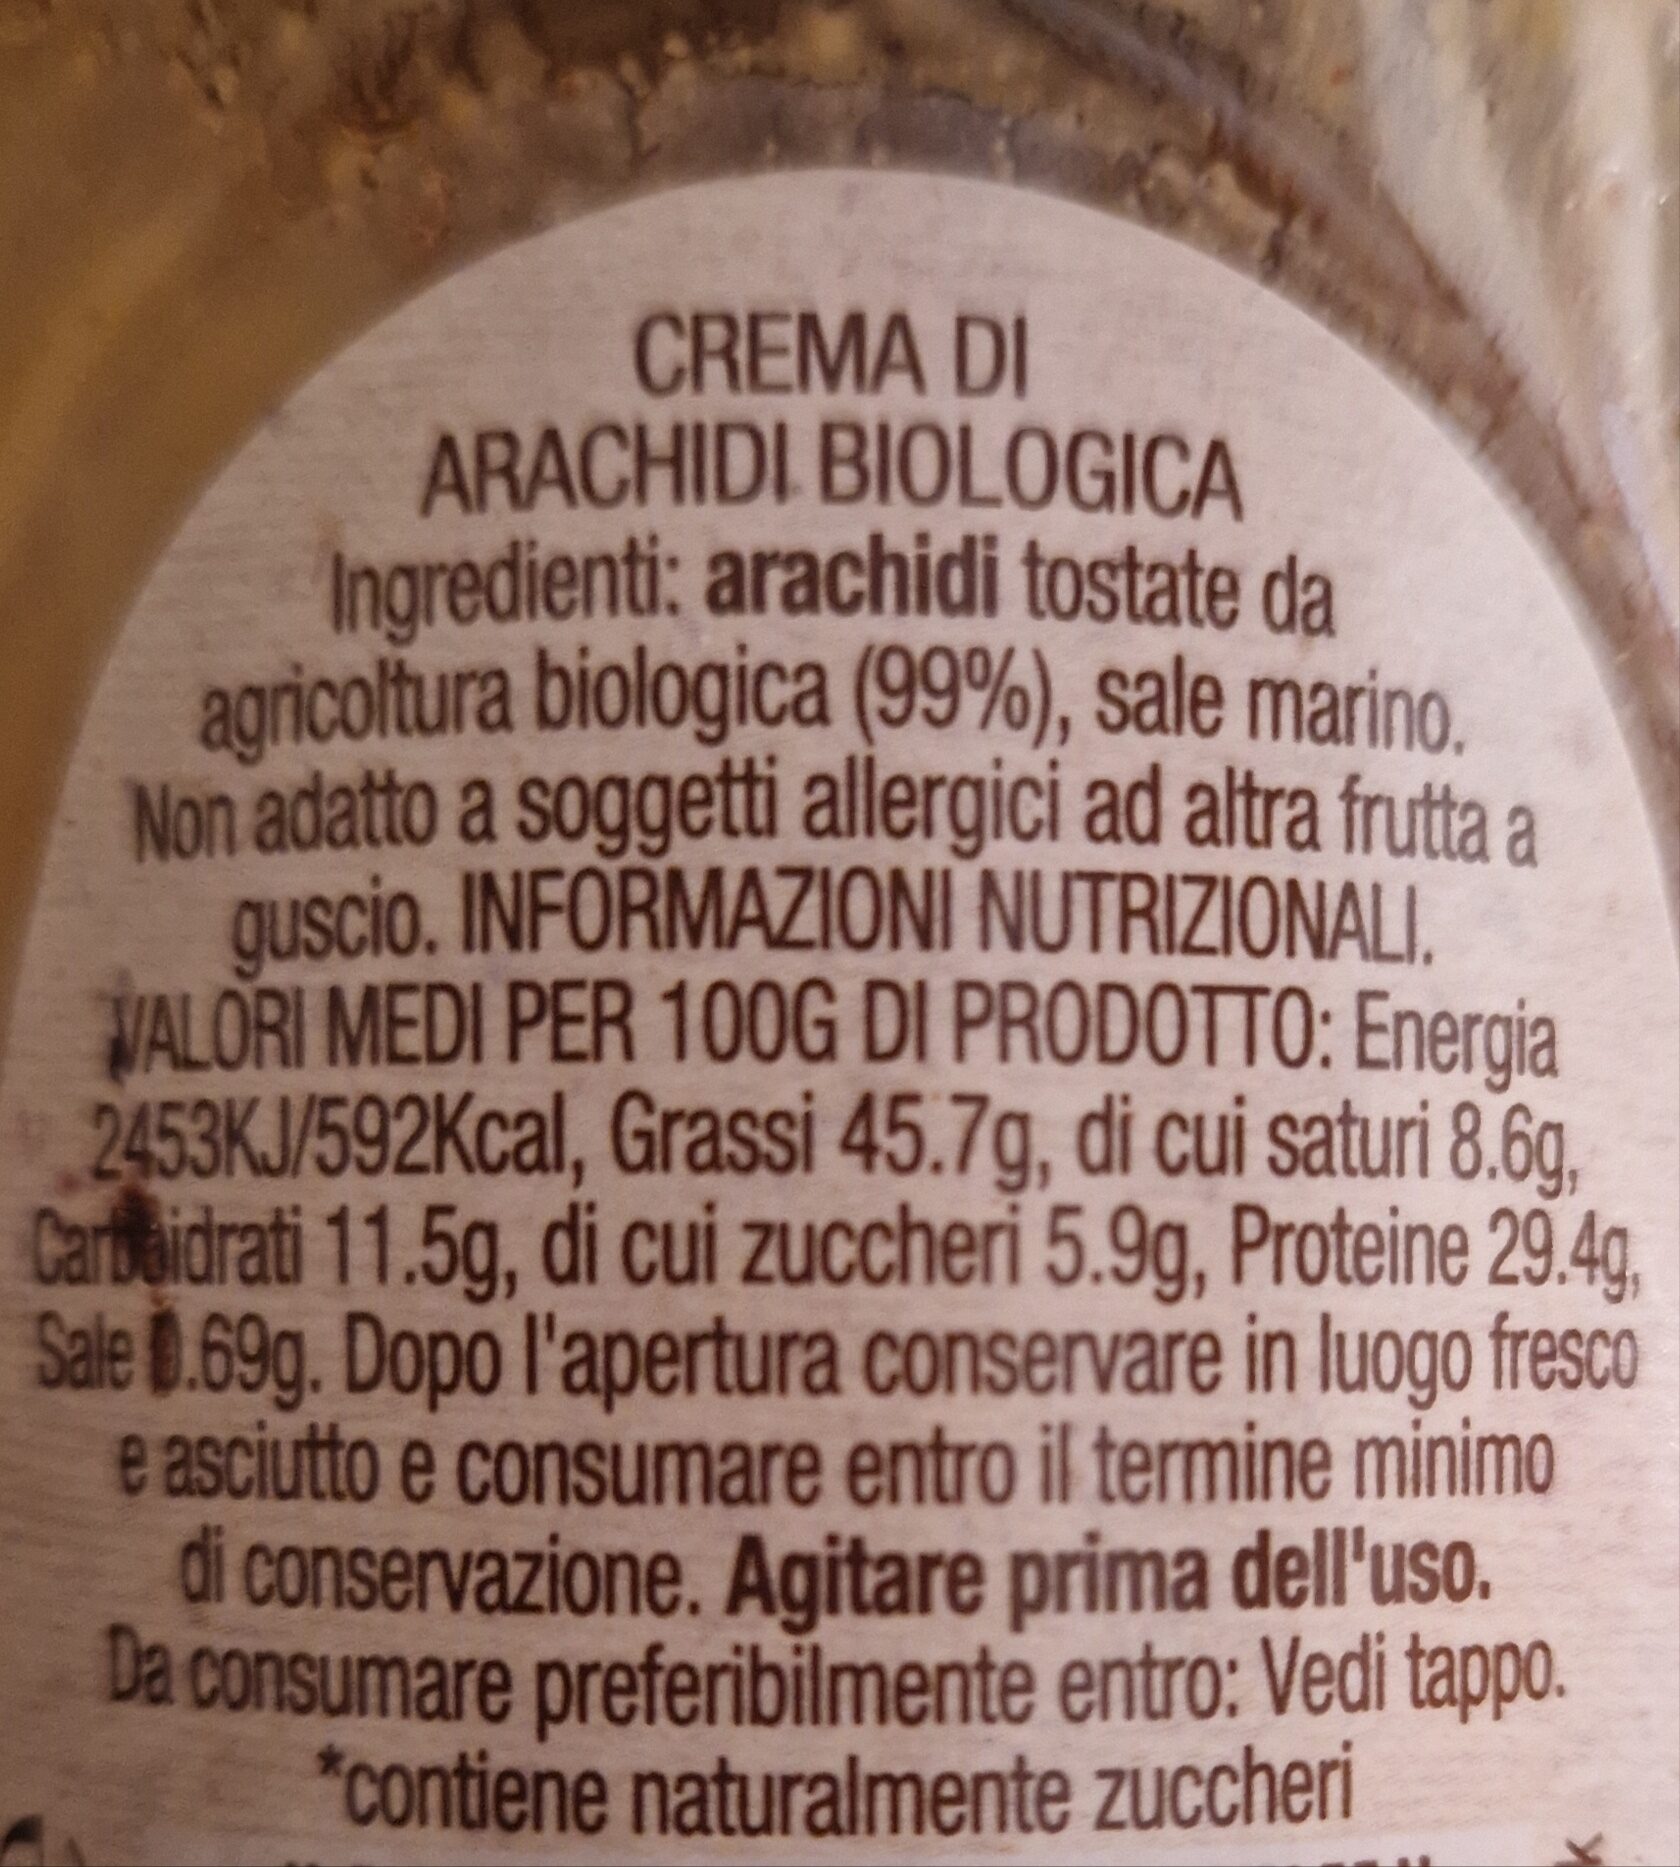 CREMA DI
ARACHIDI BIOLOGICA
Ingredienti: arachidi tostate da
agricoltura biologica (99%), sale marino.
Non adatto a soggetti allergici ad altra frutta a
guscio. INFORMAZIONI NUTRIZIONALI.
VALORI MEDI PER 100G DI PRODOTTO: Energia
2453KJ/592Kcal, Grassi 45.7g, di cui saturi 8.6g,
Carboidrati 11.5g, di cui zuccheri 5.9g, Proteine 29.4g,
Sale 0.69g. Dopo l'apertura conservare in luogo fresco
e asciutto e consumare entro il termine minimo
di conservazione. Agitare prima dell'uso.
Da consumare preferibilmente entro: Vedi tappo.
*contiene naturalmente zuccheri